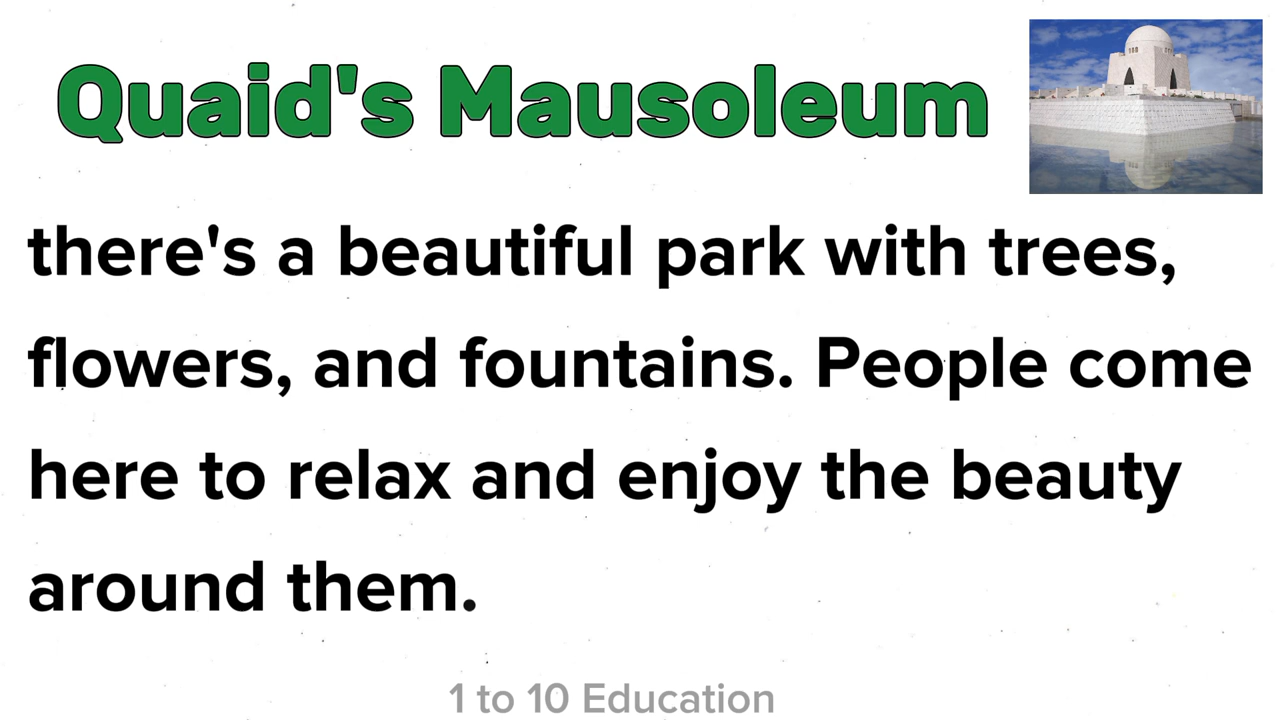 Quaid's Mausoleum
there's a beautiful park with trees,
flowers, and fountains. People come
here to relax and enjoy the beauty
around them.
1 to 10 Education